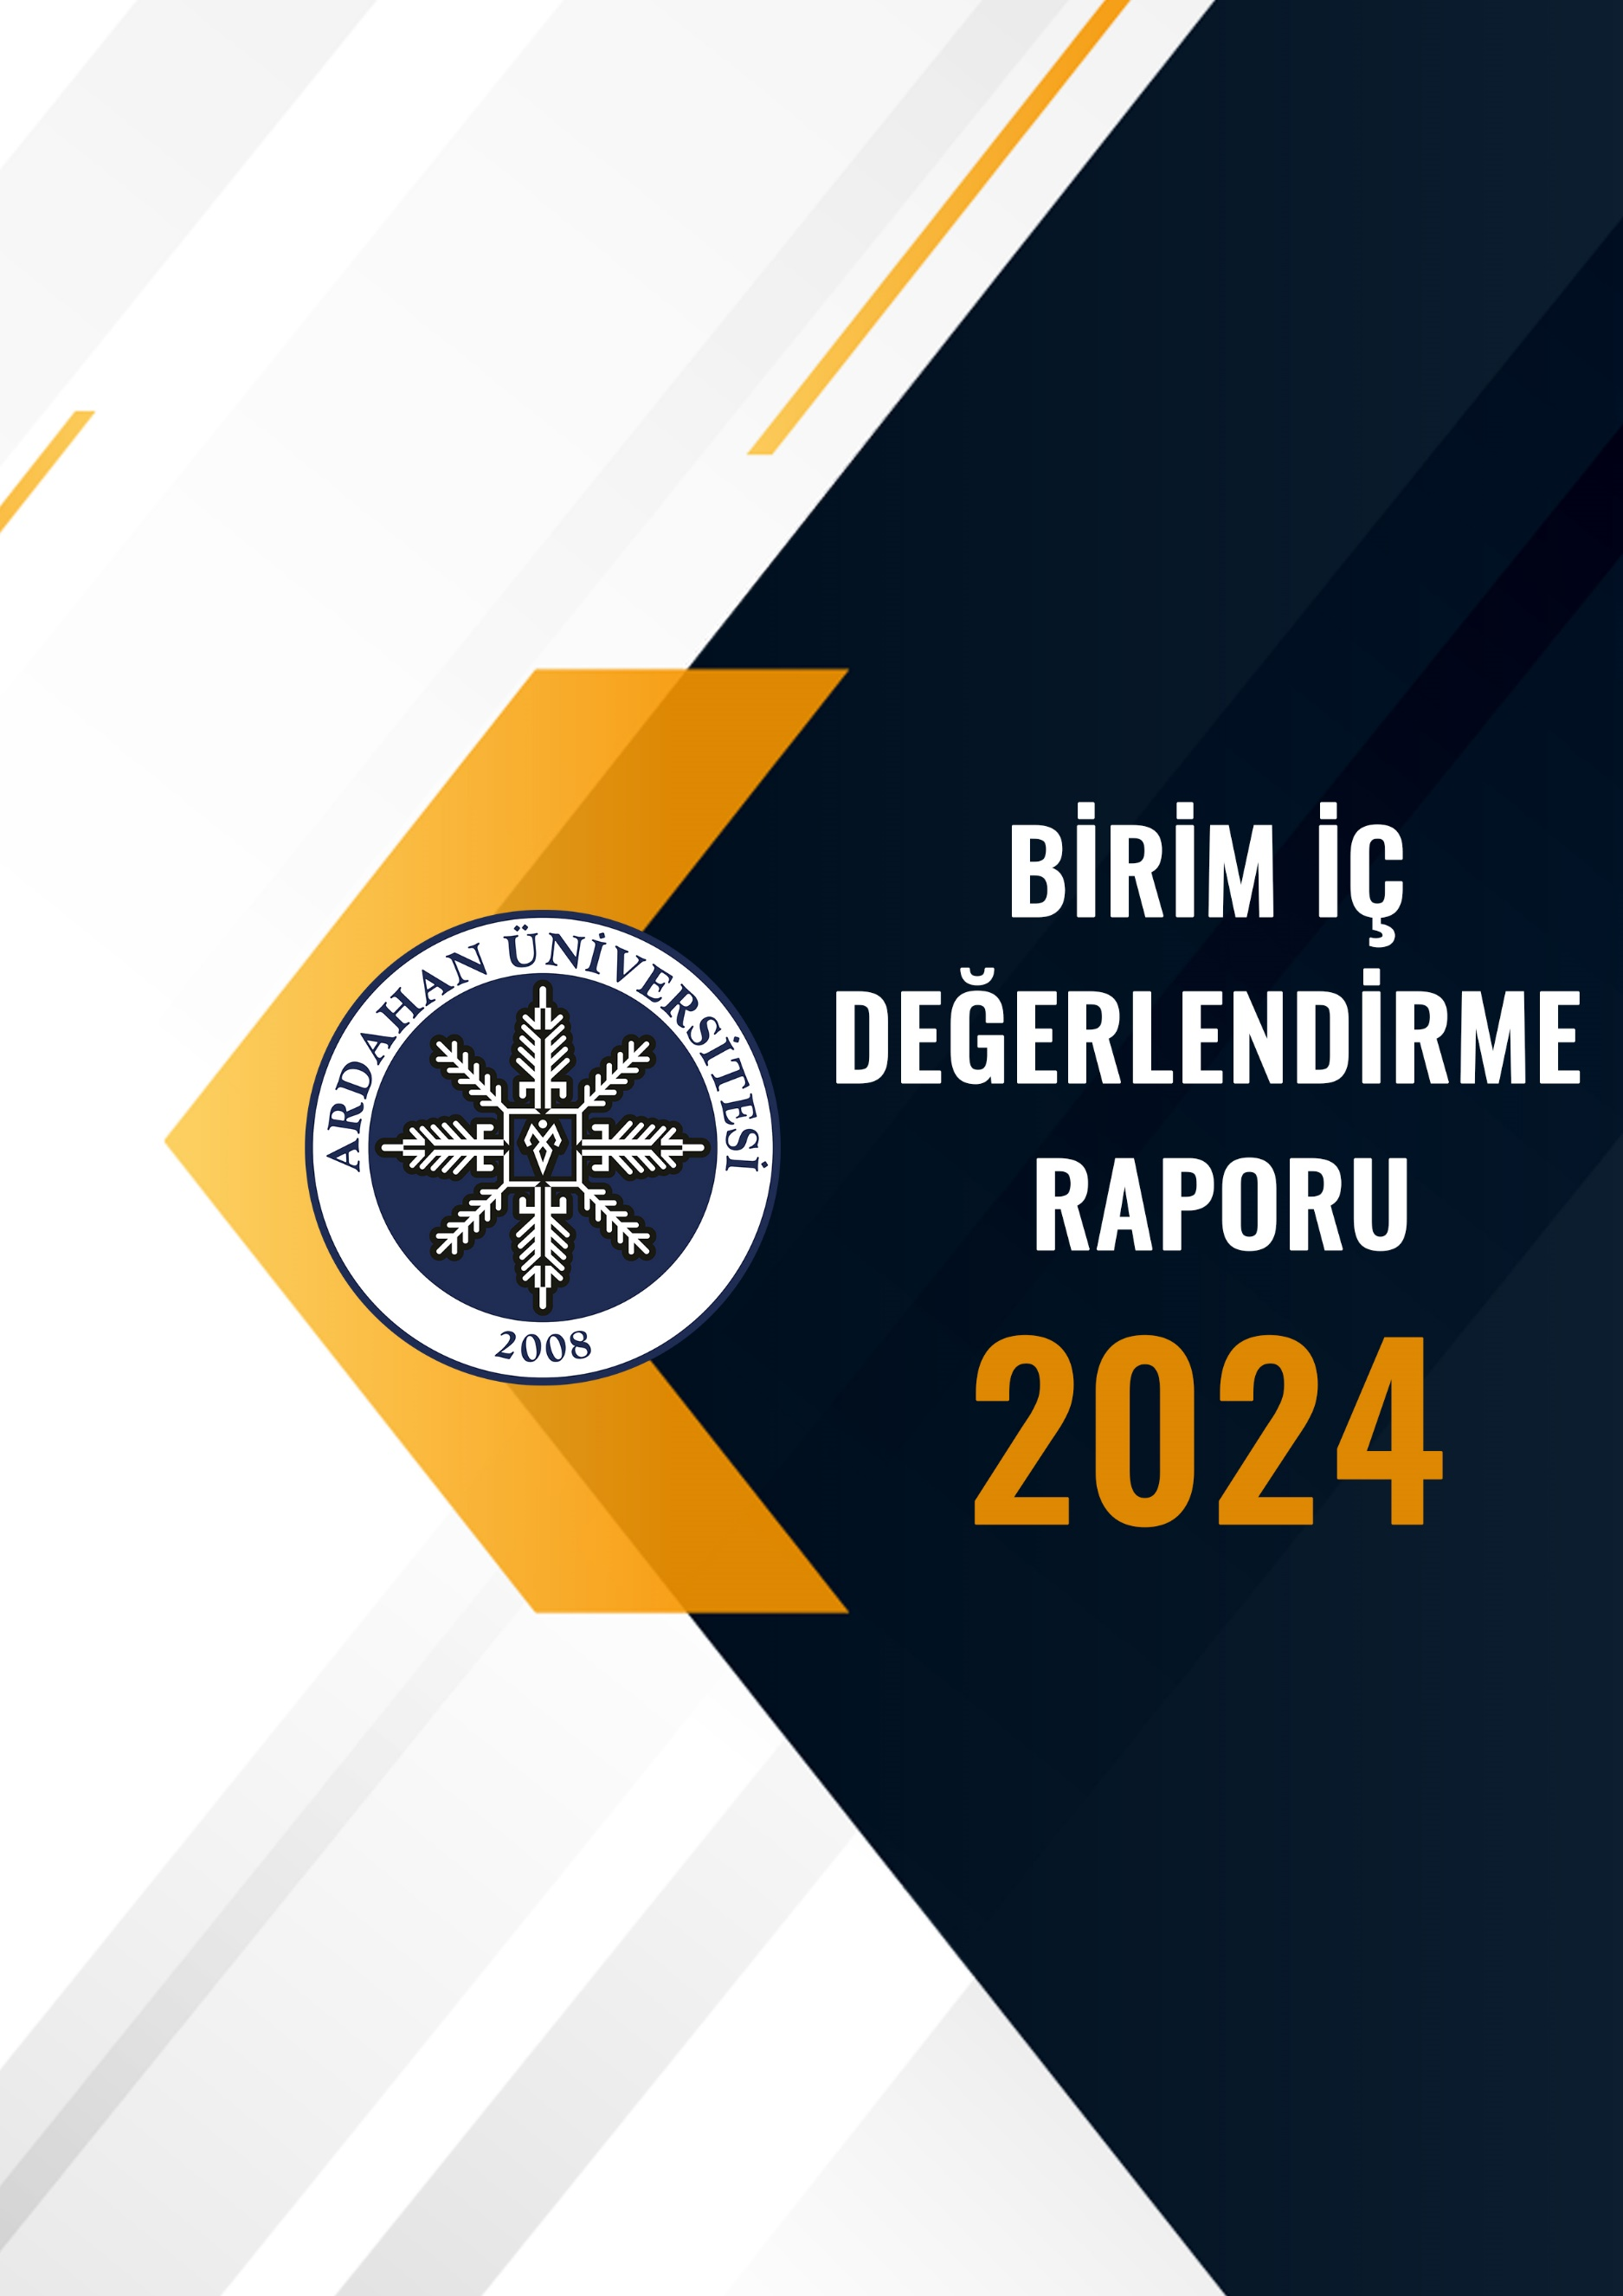 ARDAHAN ÜNİVERSİTESİ
2008
BİRİM İÇ
DEĞERLENDİRME
RAPORU
2024